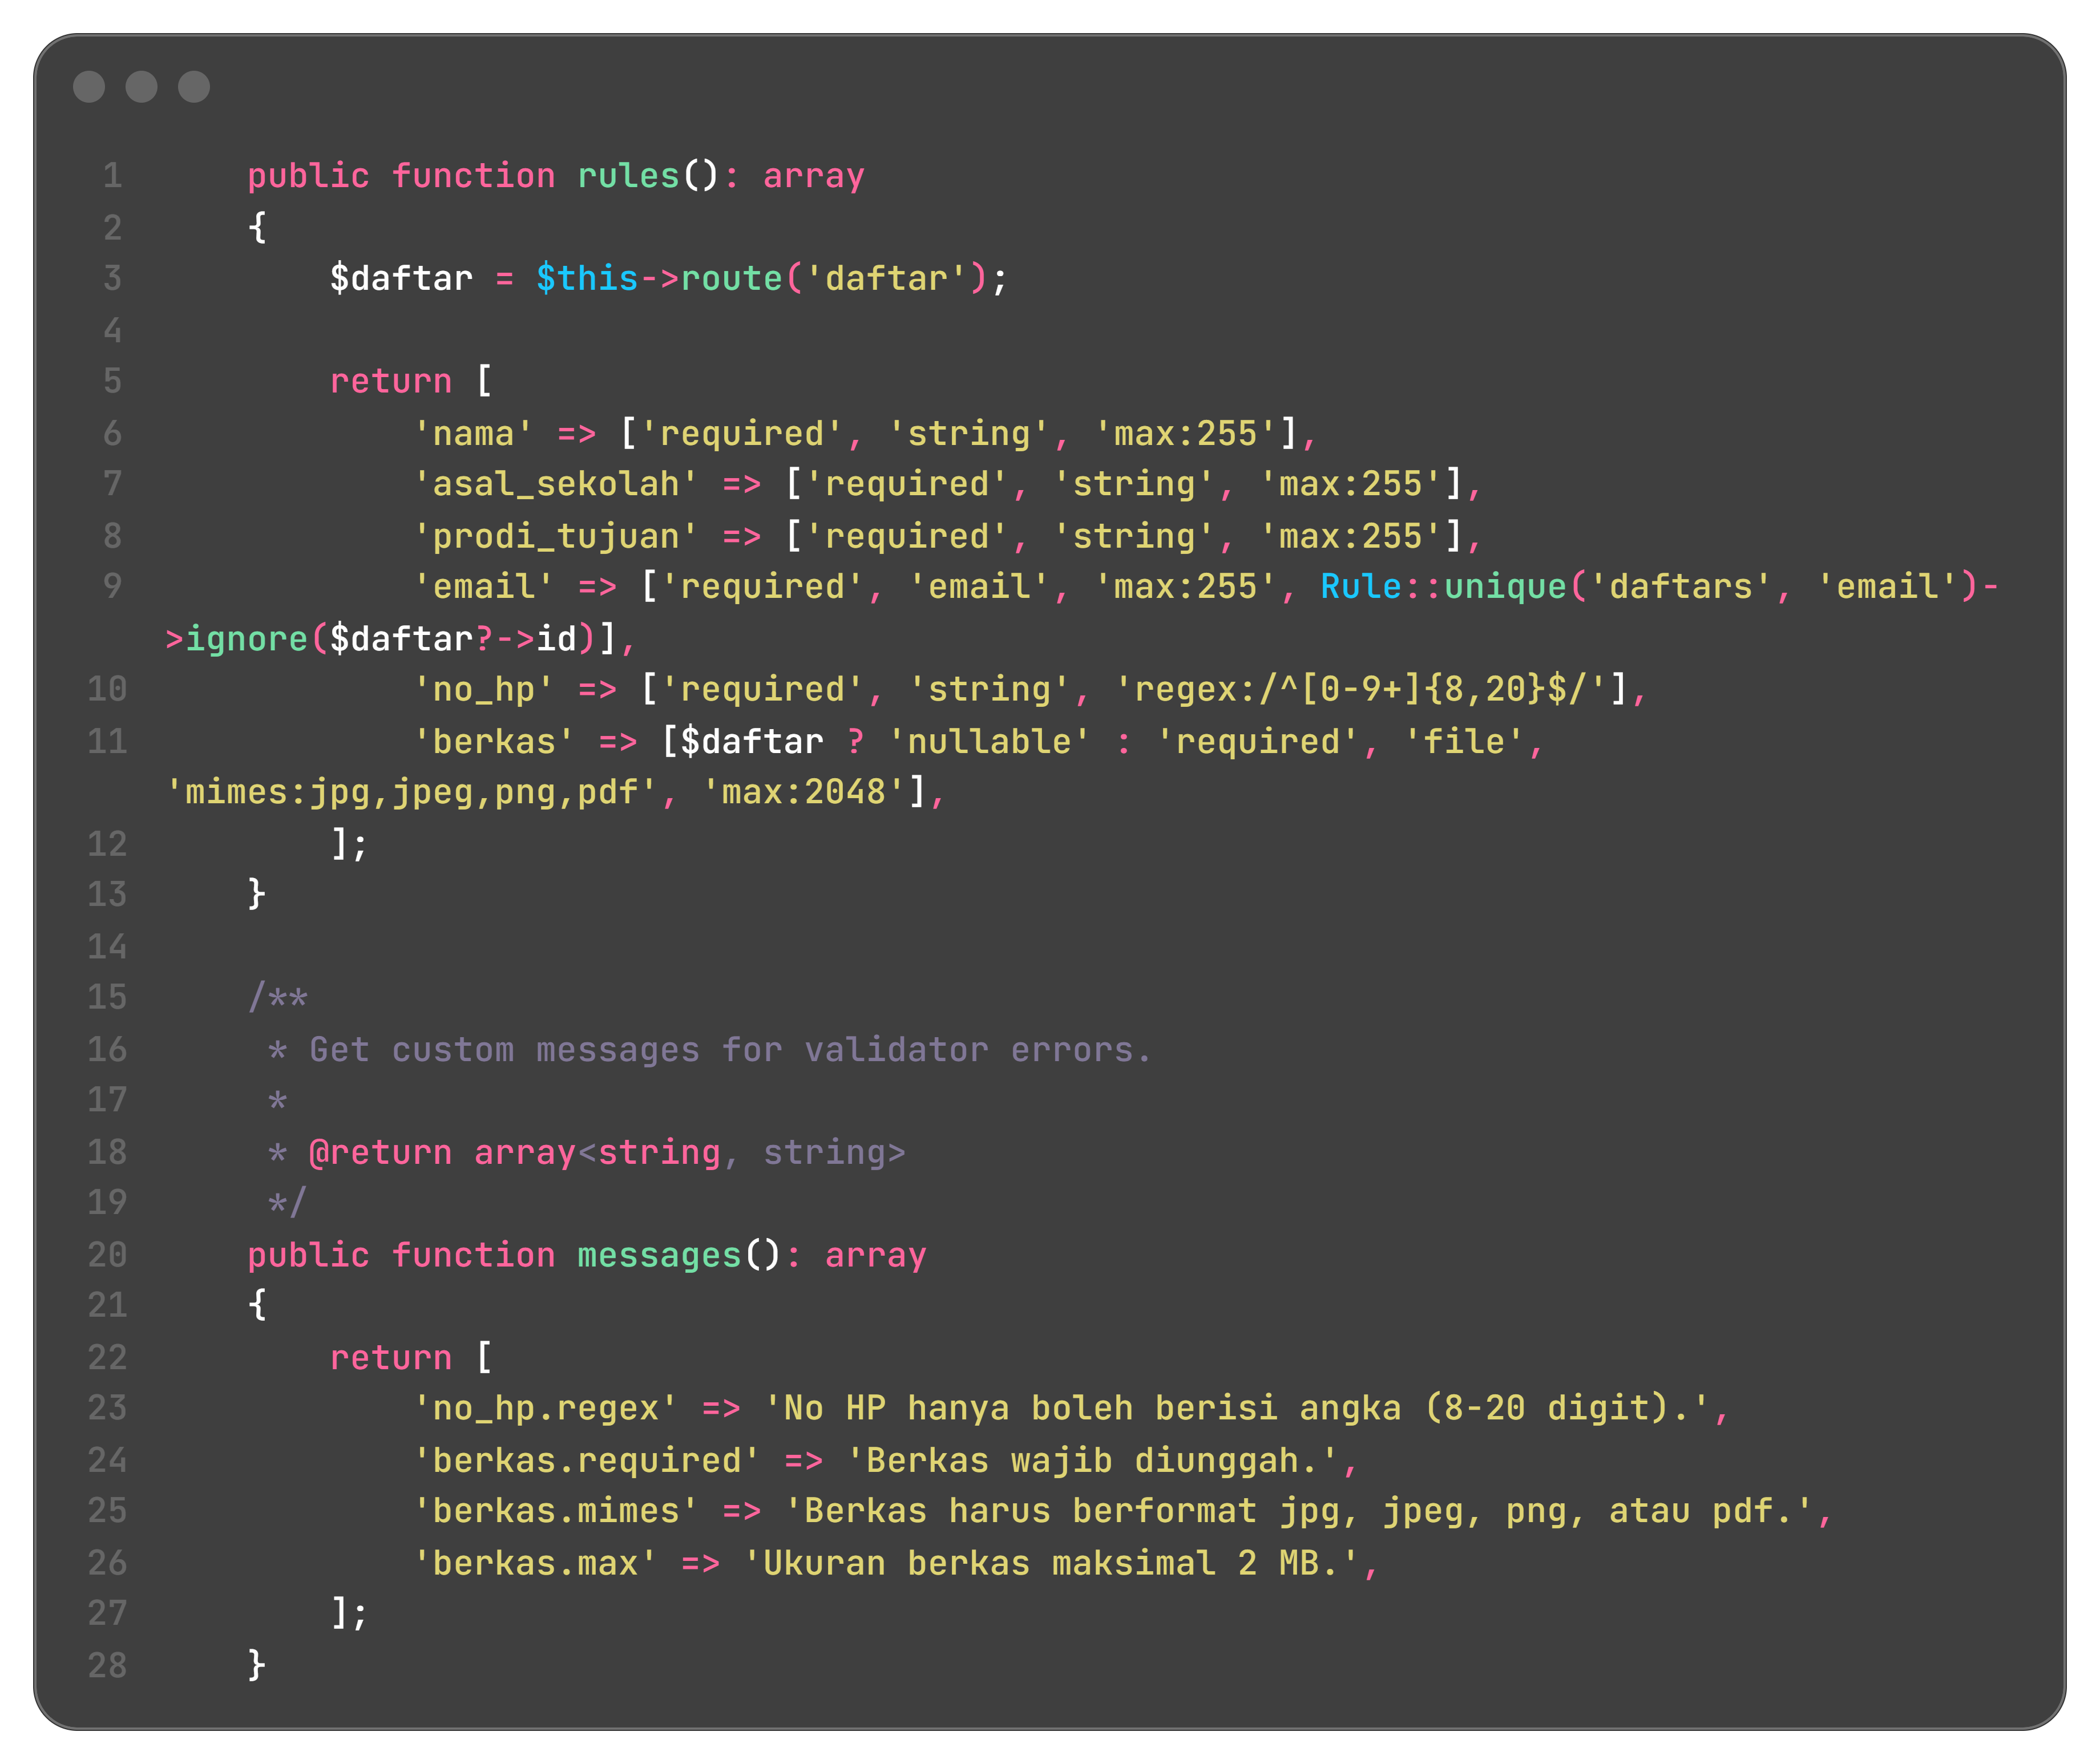 1 public function rules(): array
2 {
3 $daftar = $this->route('daftar');
4
5 return [
6 'nama' => ['required', 'string', 'max:255'],
7 'asal_sekolah' => ['required', 'string', 'max:255'],
8 'prodi_tujuan' => ['required', 'string', 'max:255'],
9 'email' => ['required', 'email', 'max:255', Rule::unique('daftars', 'email')-
>ignore($daftar?->id)],
10 'no_hp' => ['required', 'string', 'regex:/^[0-9+]{8,20}$/'],
11 'berkas' => [$daftar ? 'nullable' : 'required', 'file',
'mimes:jpg,jpeg,png,pdf', 'max:2048'],
12 ];
13 }
14
15 /**
16 * Get custom messages for validator errors.
17 *
18 * @return array<string, string>
19 */
20 public function messages(): array
21 {
22 return [
23 'no_hp.regex' => 'No HP hanya boleh berisi angka (8-20 digit).',
24 'berkas.required' => 'Berkas wajib diunggah.',
25 'berkas.mimes' => 'Berkas harus berformat jpg, jpeg, png, atau pdf.',
26 'berkas.max' => 'Ukuran berkas maksimal 2 MB.',
27 ];
28 }